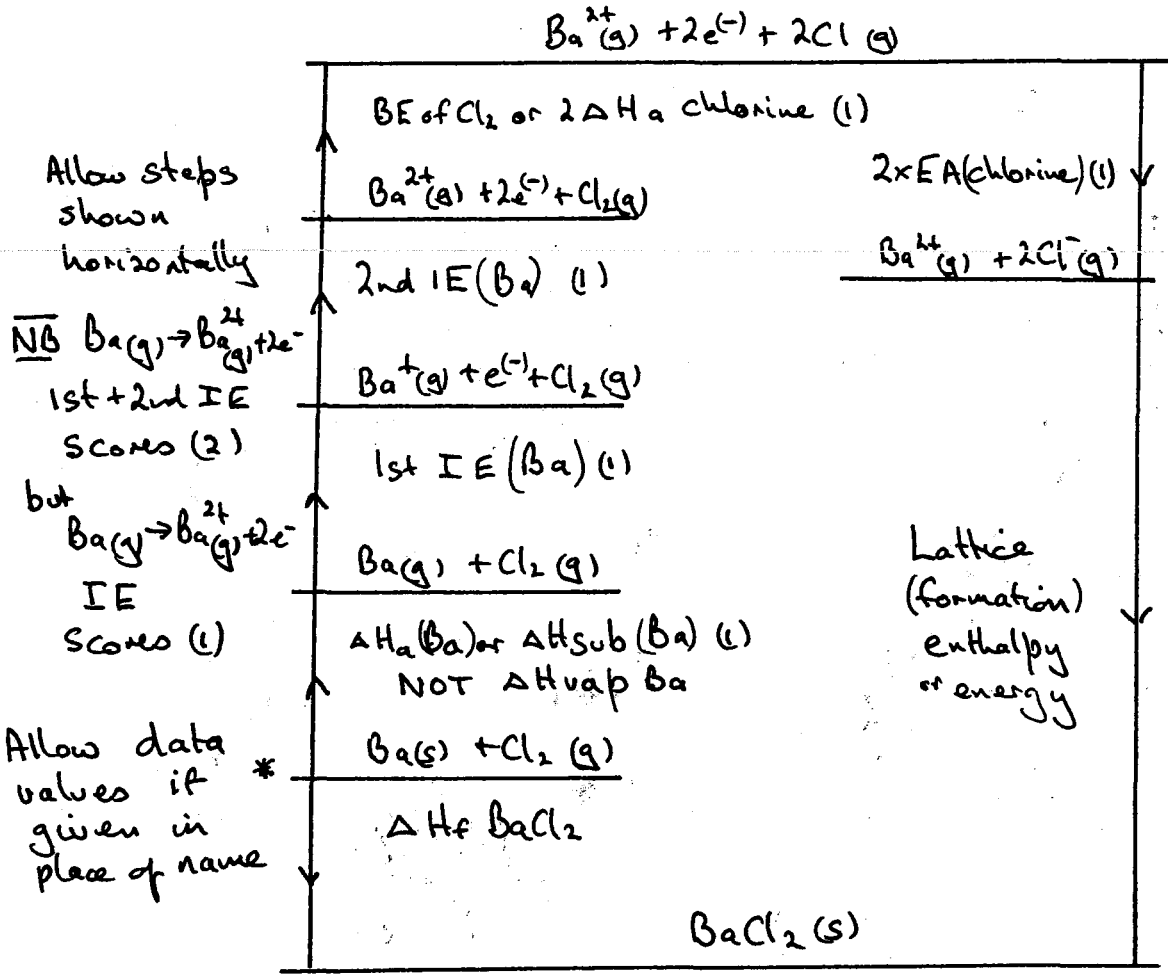 Ba²⁺(g) + 2e⁽⁻⁾ + 2Cl (g)
BE of Cl₂ or 2ΔHa chlorine (1)
Ba²⁺(g) + 2e⁽⁻⁾ + Cl₂(g)
2nd IE(Ba) (1)
Ba⁺(g) + e⁽⁻⁾ + Cl₂(g)
1st IE(Ba) (1)
Ba(g) + Cl₂(g)
ΔHa(Ba) or ΔHsub(Ba) (1)
NOT ΔHvap Ba
Ba(s) + Cl₂(g)
ΔHf BaCl₂
BaCl₂(s)
2×EA(chlorine)(1)
Ba²⁺(g) + 2Cl⁻(g)
Lattice
(formation)
enthalpy
or energy
Allow steps
shown
horizontally
NB Ba(g) → Ba²⁺(g) + 2e⁻
1st + 2nd IE
scores (2)
but
Ba(g) → Ba²⁺(g) + 2e⁻
IE
scores (1)
Allow data *
values if
given in
place of name